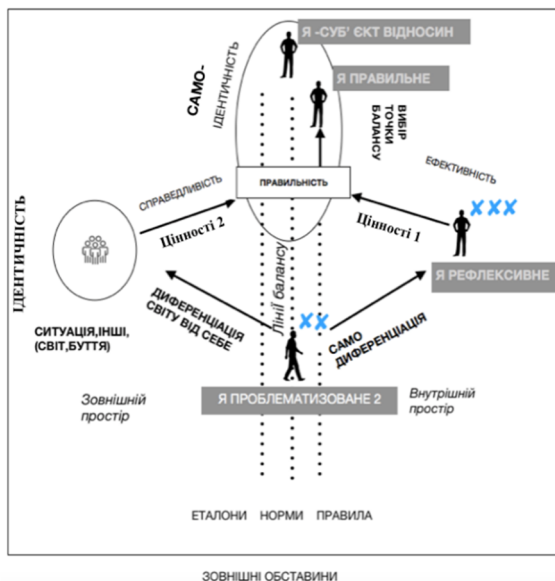 Я -СУБ' ЄКТ ВІДНОСИН
Я ПРАВИЛЬНЕ
САМО-
ІДЕНТИЧНІСТЬ
ВИБІР
ТОЧКИ
БАЛАНСУ
ЕФЕКТИВНІСТЬ
СПРАВЕДЛИВІСТЬ
ПРАВИЛЬНІСТЬ
Цінності 2
Цінності 1
ІДЕНТИЧНІСТЬ
Я РЕФЛЕКСИВНЕ
Лінії балансу
ДИФЕРЕНЦІАЦІЯ
СВІТУ ВІД СЕБЕ
САМО
ДИФЕРЕНЦІАЦІЯ
СИТУАЦІЯ,ІНШІ,
(СВІТ,БУТТЯ)
Зовнішній
простір
Я ПРОБЛЕМАТИЗОВАНЕ 2
Внутрішній
простір
ЕТАЛОНИ НОРМИ ПРАВИЛА
ЗОВНІШНІ ОБСТАВИНИ